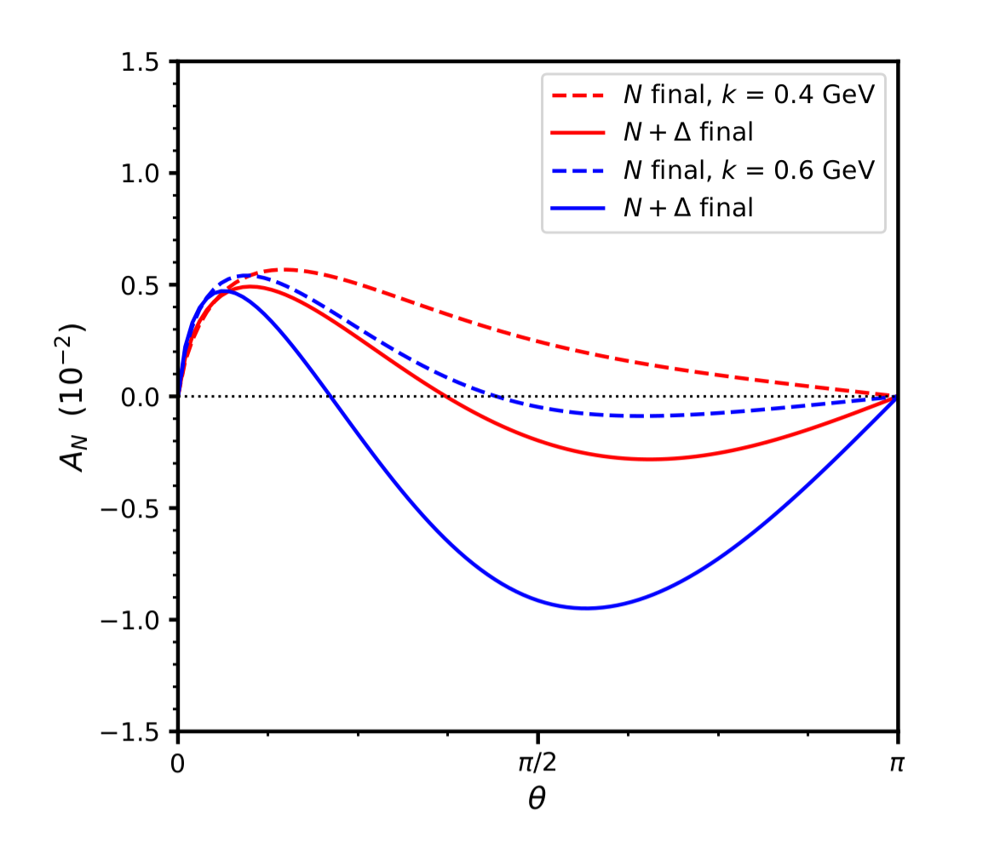 1.5
1.0
0.5
0.0
−0.5
−1.0
−1.5
A_N (10⁻²)
N final, k = 0.4 GeV
N + Δ final
N final, k = 0.6 GeV
N + Δ final
0
π/2
π
θ